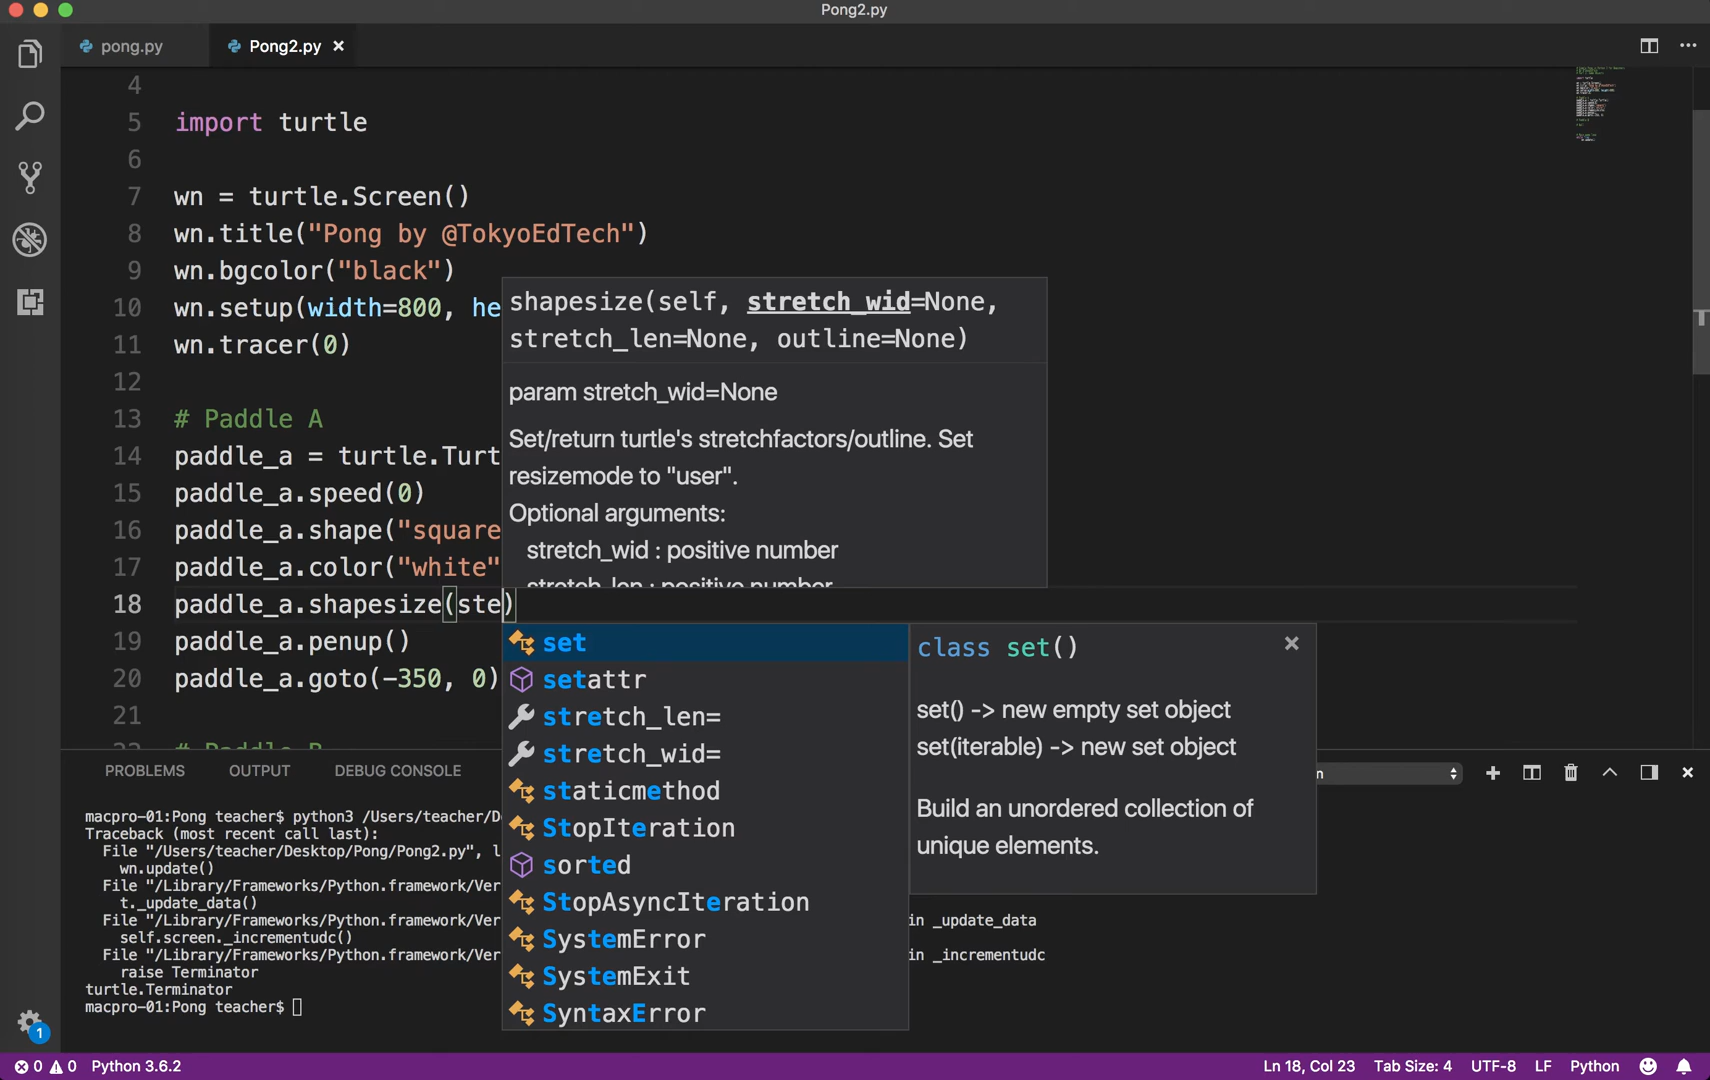 Pong2.py
pong.py
Pong2.py
4
5 import turtle
6
7 wn = turtle.Screen()
8 wn.title("Pong by @TokyoEdTech")
9 wn.bgcolor("black")
10 wn.setup(width=800, he
11 wn.tracer(0)
12
13 # Paddle A
14 paddle_a = turtle.Turt
15 paddle_a.speed(0)
16 paddle_a.shape("square
17 paddle_a.color("white"
18 paddle_a.shapesize(ste)
19 paddle_a.penup()
20 paddle_a.goto(-350, 0)
21
shapesize(self, stretch_wid=None,
stretch_len=None, outline=None)
param stretch_wid=None
Set/return turtle's stretchfactors/outline. Set
resizemode to "user".
Optional arguments:
stretch_wid : positive number
stretch_len : positive number
set
setattr
stretch_len=
stretch_wid=
staticmethod
StopIteration
sorted
StopAsyncIteration
SystemError
SystemExit
SyntaxError
class set()
set() -> new empty set object
set(iterable) -> new set object
Build an unordered collection of
unique elements.
22 # Paddle B
PROBLEMS OUTPUT DEBUG CONSOLE
n
macpro-01:Pong teacher$ python3 /Users/teacher/De
Traceback (most recent call last):
File "/Users/teacher/Desktop/Pong/Pong2.py", l
wn.update()
File "/Library/Frameworks/Python.framework/Ver
in _update_data
t._update_data()
File "/Library/Frameworks/Python.framework/Ver
self.screen._incrementudc()
File "/Library/Frameworks/Python.framework/Ver
in _incrementudc
raise Terminator
turtle.Terminator
macpro-01:Pong teacher$
1
0 0 Python 3.6.2
Ln 18, Col 23 Tab Size: 4 UTF-8 LF Python